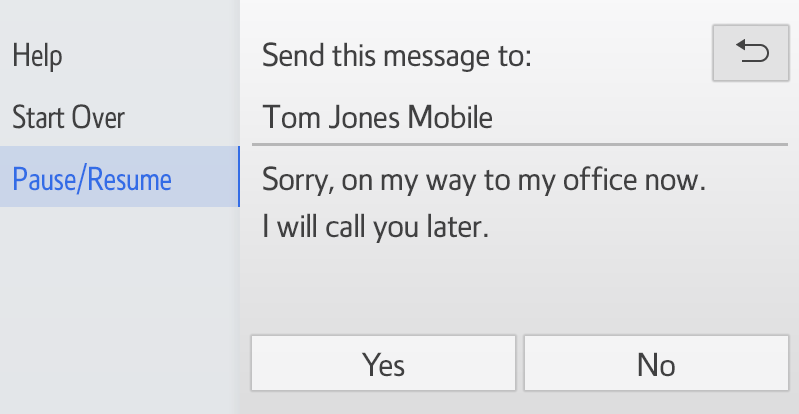 Help
Start Over
Pause/Resume
Send this message to:
Tom Jones Mobile
Sorry, on my way to my office now.
I will call you later.
Yes
No